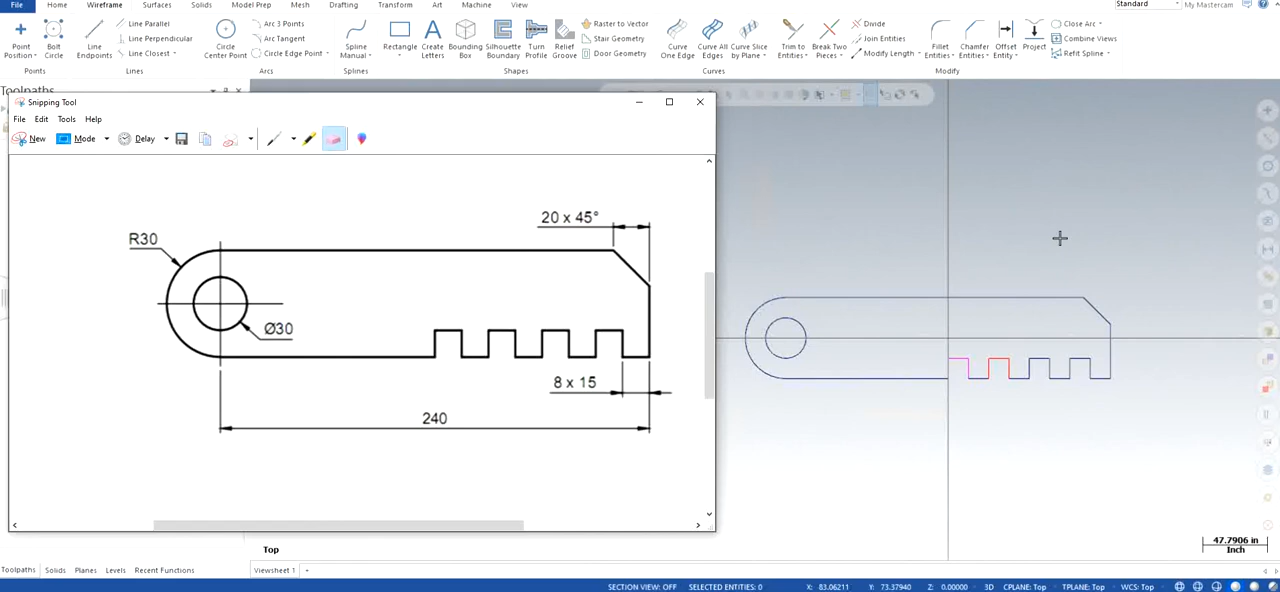 File Home Wireframe Surfaces Solids Model Prep Mesh Drafting Transform Art Machine View Standard My Mastercam
Point Position Bolt Circle Line Endpoints Line Parallel Line Perpendicular Line Closest Circle Center Point Arc 3 Points Arc Tangent Circle Edge Point Spline Manual Rectangle Create Letters Bounding Box Silhouette Boundary Turn Profile Relief Groove Raster to Vector Stair Geometry Door Geometry Curve One Edge Curve All Edges Curve Slice by Plane Trim to Entities Break Two Pieces Divide Join Entities Modify Length Fillet Entities Chamfer Entities Offset Entity Project Close Arc Combine Views Refit Spline
Points Lines Arcs Splines Shapes Curves Modify
Toolpaths
Snipping Tool
File Edit Tools Help
New Mode Delay
20 x 45°
R30
Ø30
8 x 15
240
47.7906 in
Inch
Top
Toolpaths Solids Planes Levels Recent Functions Viewsheet 1 +
SECTION VIEW: OFF SELECTED ENTITIES: 0 X: 83.06211 Y: 73.37940 Z: 0.00000 3D CPLANE: Top TPLANE: Top WCS: Top